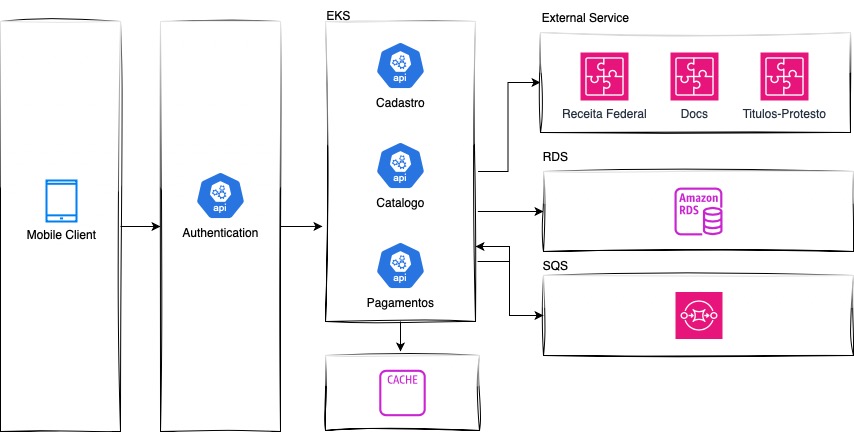 EKS
External Service
api
Cadastro
Receita Federal
Docs
Titulos-Protesto
RDS
api
Catalogo
Amazon
RDS
Mobile Client
api
Authentication
SQS
api
Pagamentos
CACHE